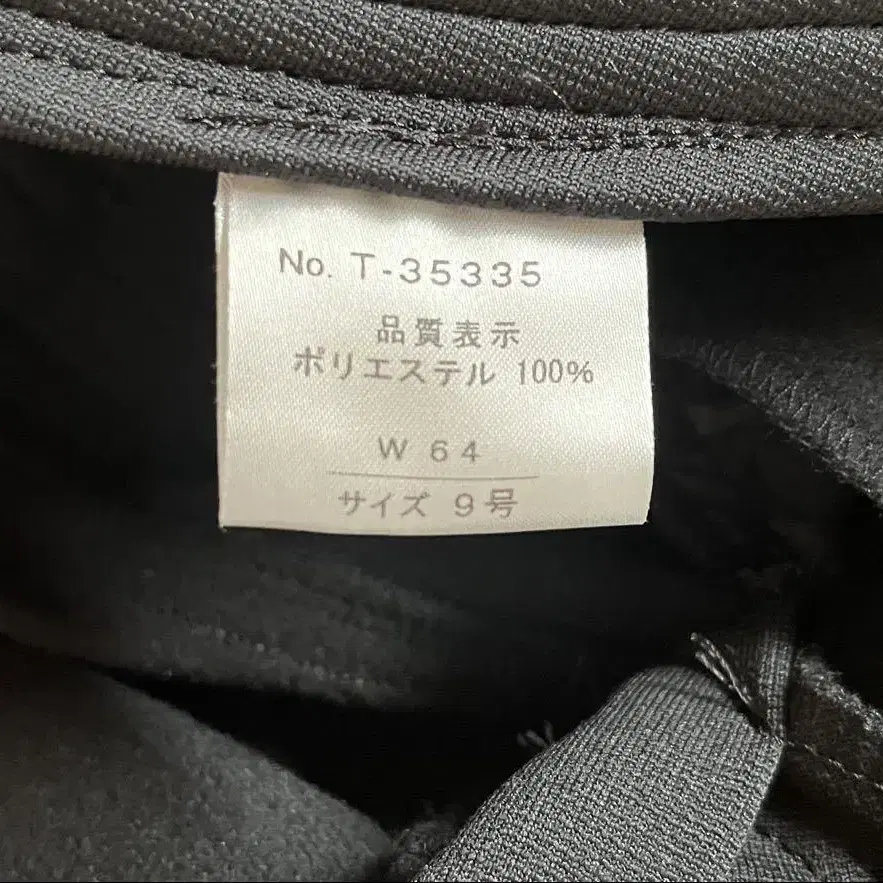 No. T-35335
品質表示
ポリエステル 100%
W 64
サイズ 9号